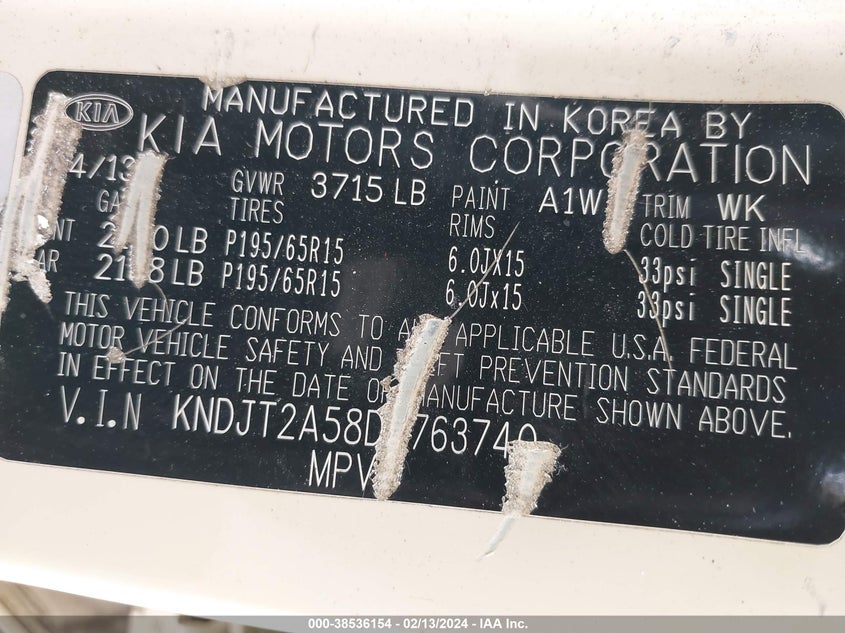 KIA
MANUFACTURED IN KOREA BY
KIA MOTORS CORPORATION
4/13 GVWR 3715 LB PAINT A1W TRIM WK
TIRES RIMS COLD TIRE INFL
LB P195/65R15 6.0JX15 33psi SINGLE
LB P195/65R15 6.0Jx15 33psi SINGLE
THIS VEHICLE CONFORMS TO APPLICABLE U.S.A. FEDERAL
MOTOR VEHICLE SAFETY AND THEFT PREVENTION STANDARDS
IN EFFECT ON THE DATE OF MANUFACTURE SHOWN ABOVE.
V.I.N KNDJT2A58D 763740
MPV
000-38536154 — 02/13/2024 — IAA Inc.